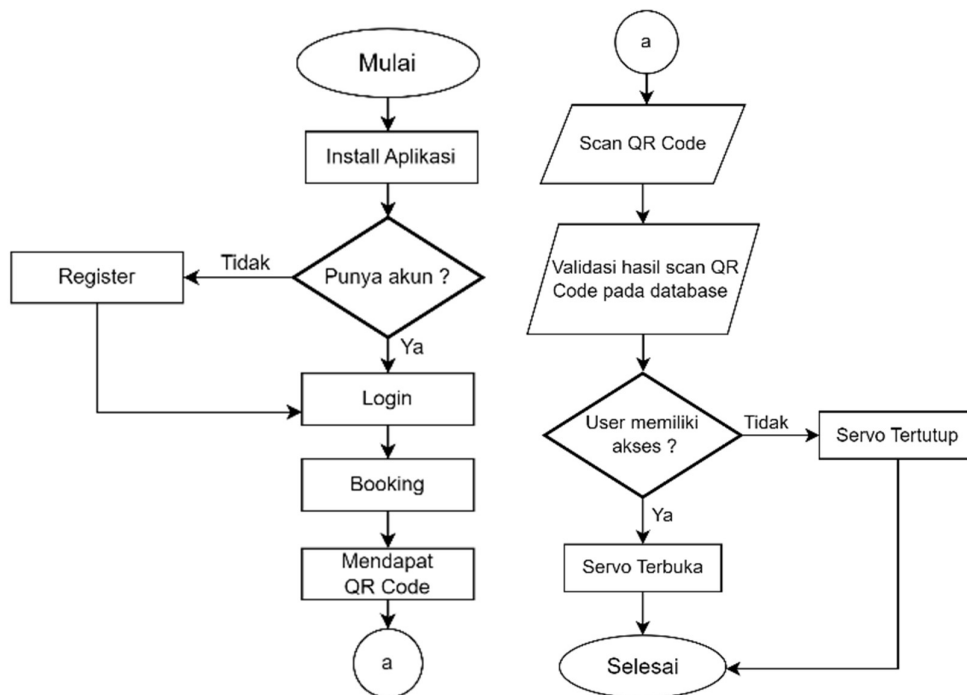 Mulai
Install Aplikasi
Punya akun ?
Tidak
Register
Ya
Login
Booking
Mendapat
QR Code
a
a
Scan QR Code
Validasi hasil scan QR
Code pada database
User memiliki
akses ?
Tidak
Servo Tertutup
Ya
Servo Terbuka
Selesai